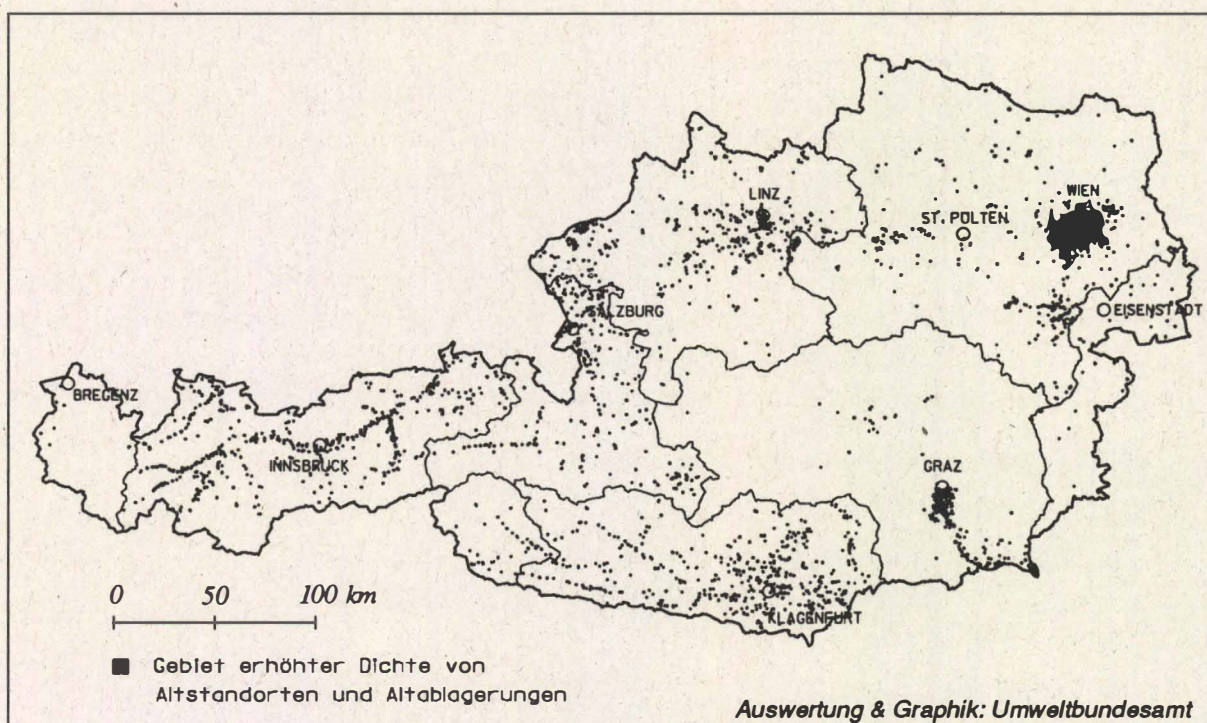 LINZ
WIEN
ST. PÖLTEN
SALZBURG
EISENSTADT
BREGENZ
INNSBRUCK
GRAZ
KLAGENFURT
0 50 100 km
Gebiet erhöhter Dichte von
Altstandorten und Altablagerungen
Auswertung & Graphik: Umweltbundesamt